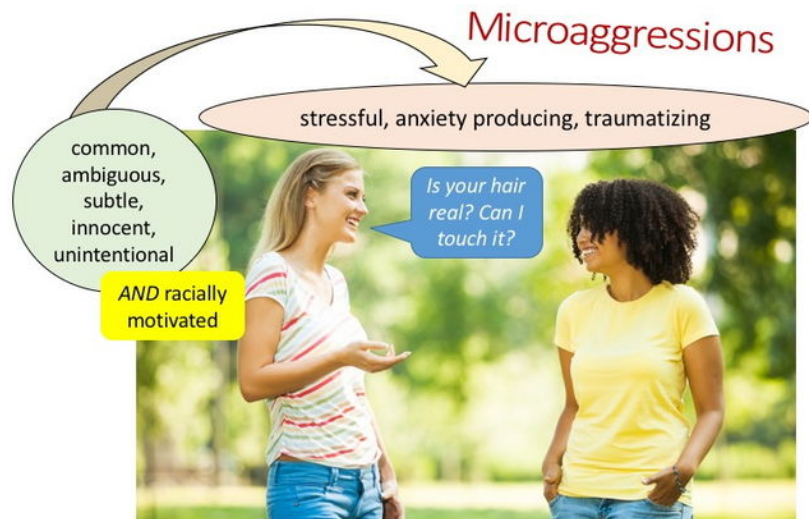 Microaggressions
stressful, anxiety producing, traumatizing
common,
ambiguous,
subtle,
innocent,
unintentional
AND racially
motivated
Is your hair
real? Can I
touch it?